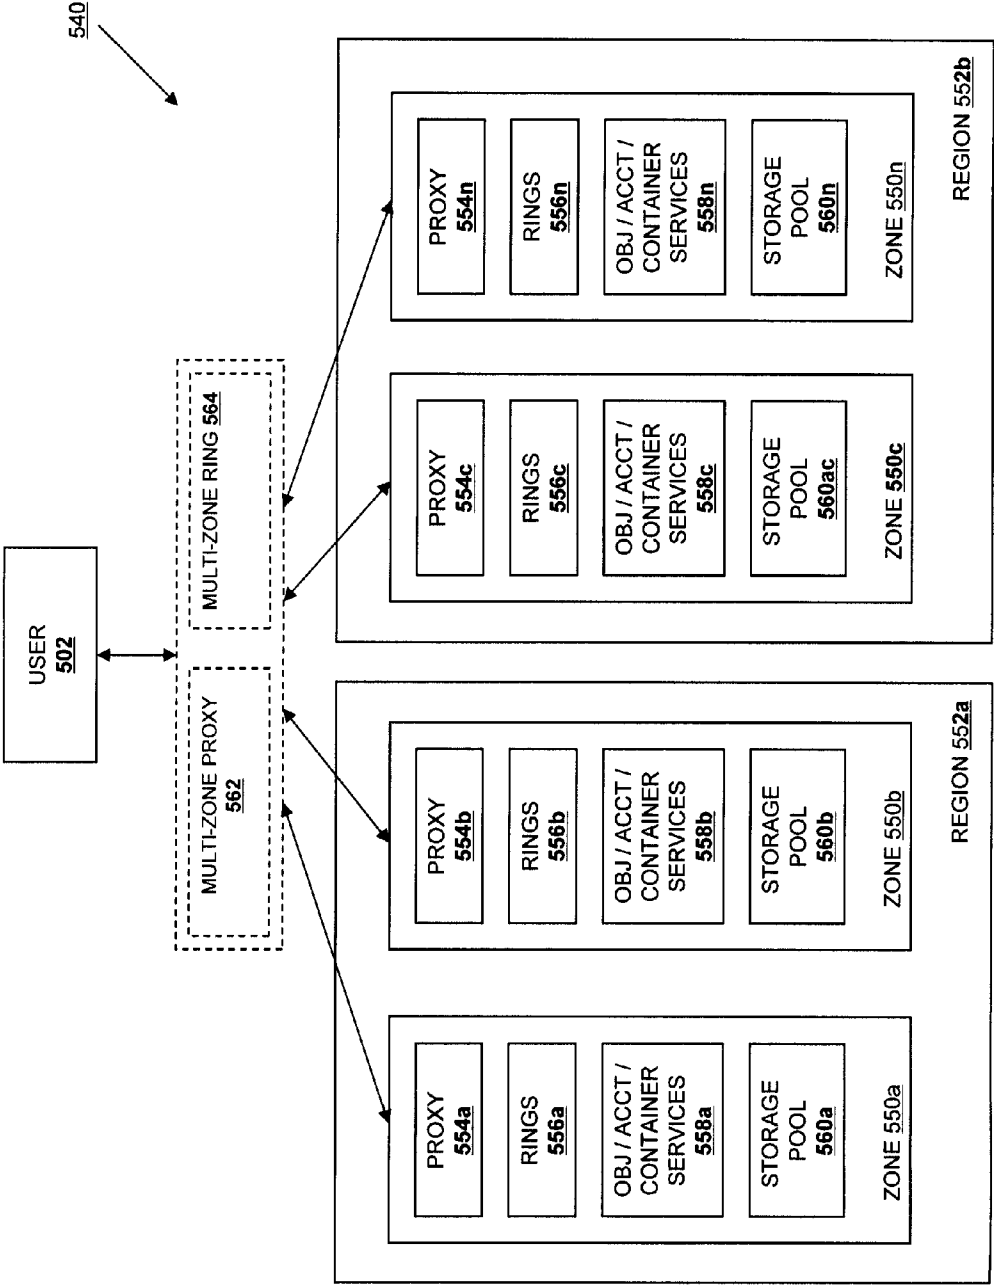 540
USER
502
MULTI-ZONE PROXY
562
MULTI-ZONE RING 564
PROXY
554a
RINGS
556a
OBJ / ACCT /
CONTAINER
SERVICES
558a
STORAGE
POOL
560a
ZONE 550a
PROXY
554b
RINGS
556b
OBJ / ACCT /
CONTAINER
SERVICES
558b
STORAGE
POOL
560b
ZONE 550b
REGION 552a
PROXY
554c
RINGS
556c
OBJ / ACCT /
CONTAINER
SERVICES
558c
STORAGE
POOL
560ac
ZONE 550c
PROXY
554n
RINGS
556n
OBJ / ACCT /
CONTAINER
SERVICES
558n
STORAGE
POOL
560n
ZONE 550n
REGION 552b